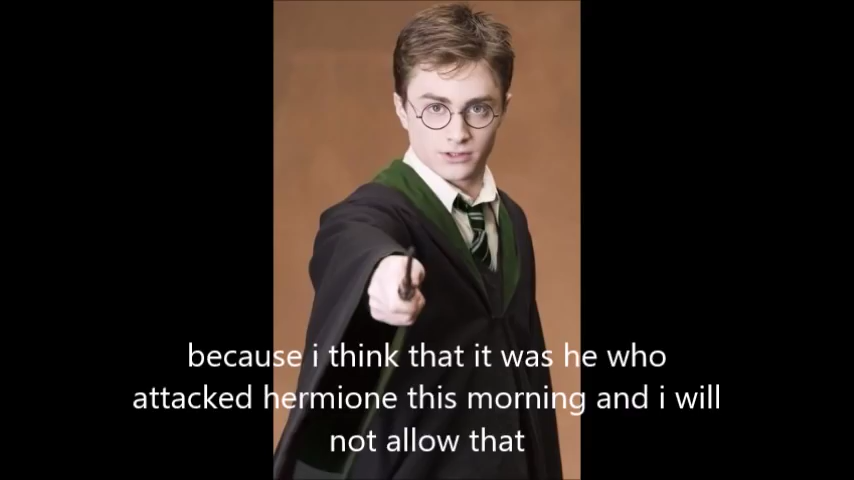 because i think that it was he who
attacked hermione this morning and i will
not allow that